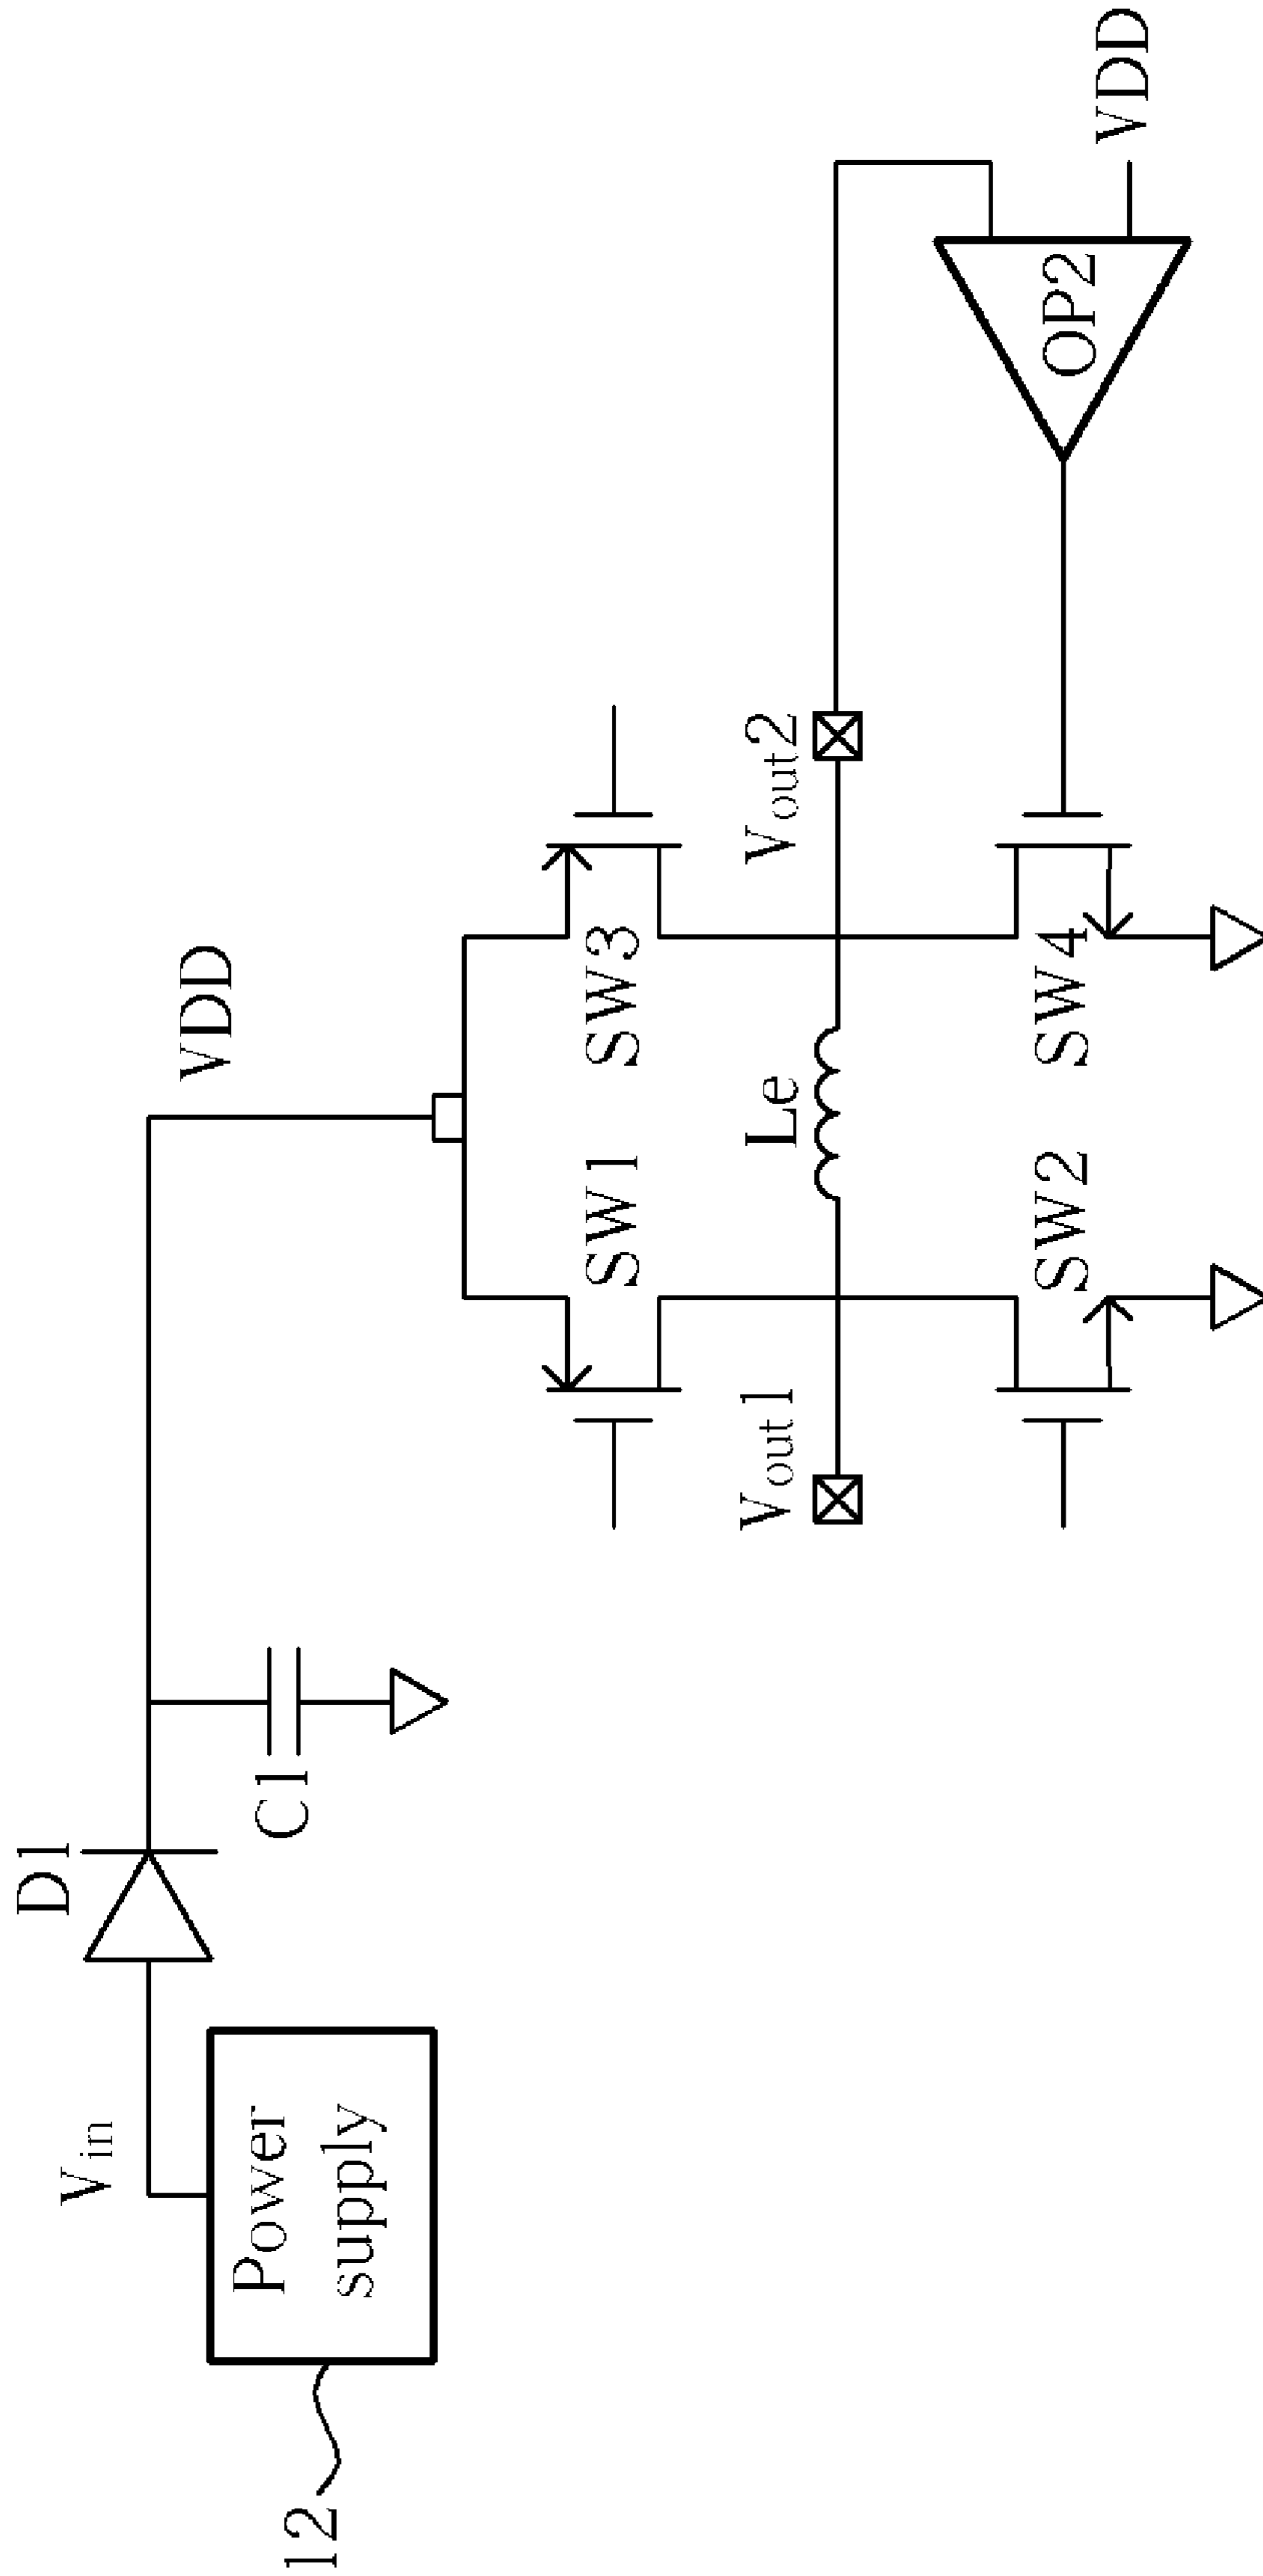 D1
Vin
VDD
C1
Power
supply
12
SW1
SW3
Vout1
Le
Vout2
SW2
SW4
OP2
VDD